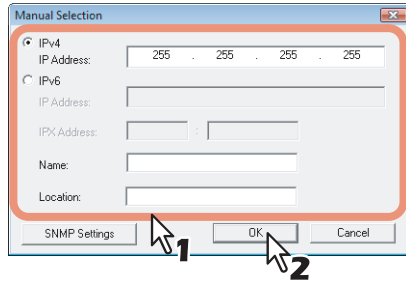 Manual Selection
IPv4
IP Address: 255 . 255 . 255 . 255
IPv6
IP Address:
IPX Address: :
Name:
Location:
SNMP Settings OK Cancel
1
2